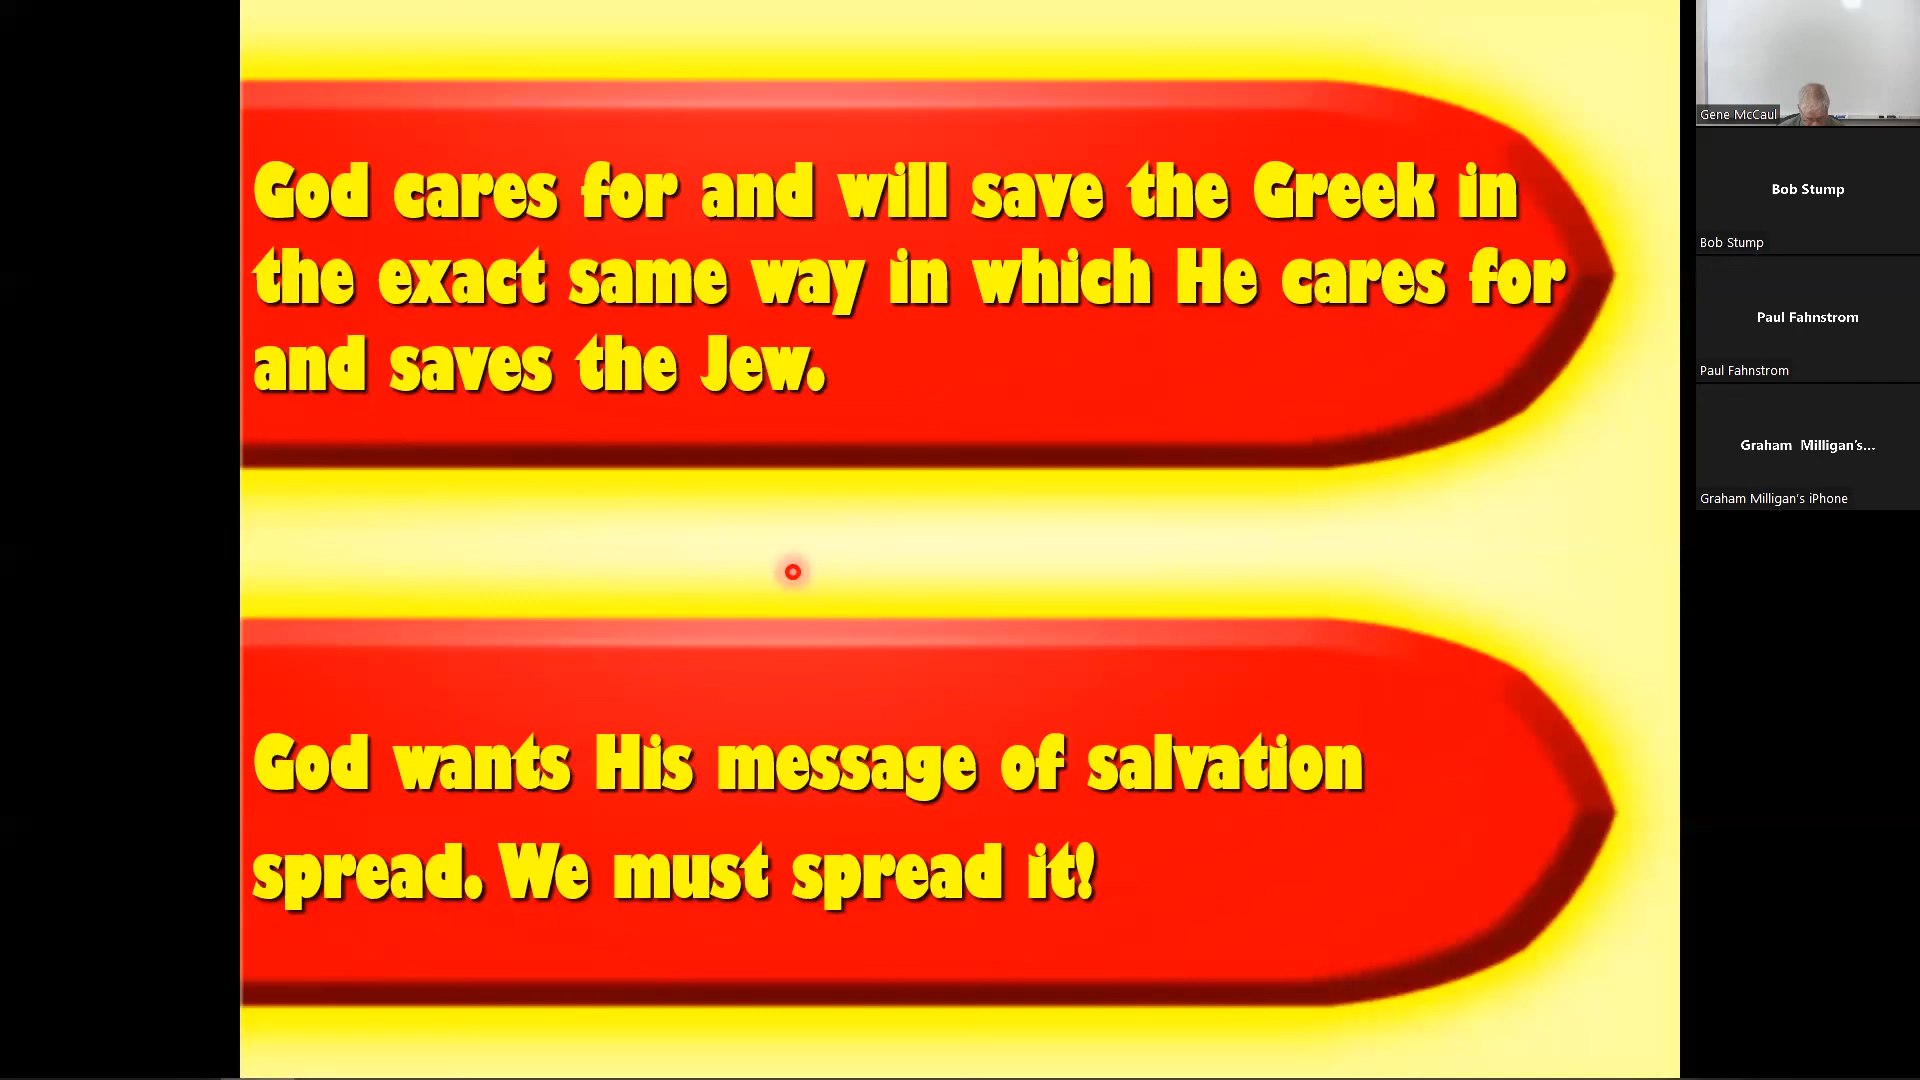 God cares for and will save the Greek in
the exact same way in which He cares for
and saves the Jew.
God wants His message of salvation
spread. We must spread it!
Gene McCaul
Bob Stump
Bob Stump
Paul Fahnstrom
Paul Fahnstrom
Graham Milligan's...
Graham Milligan's iPhone